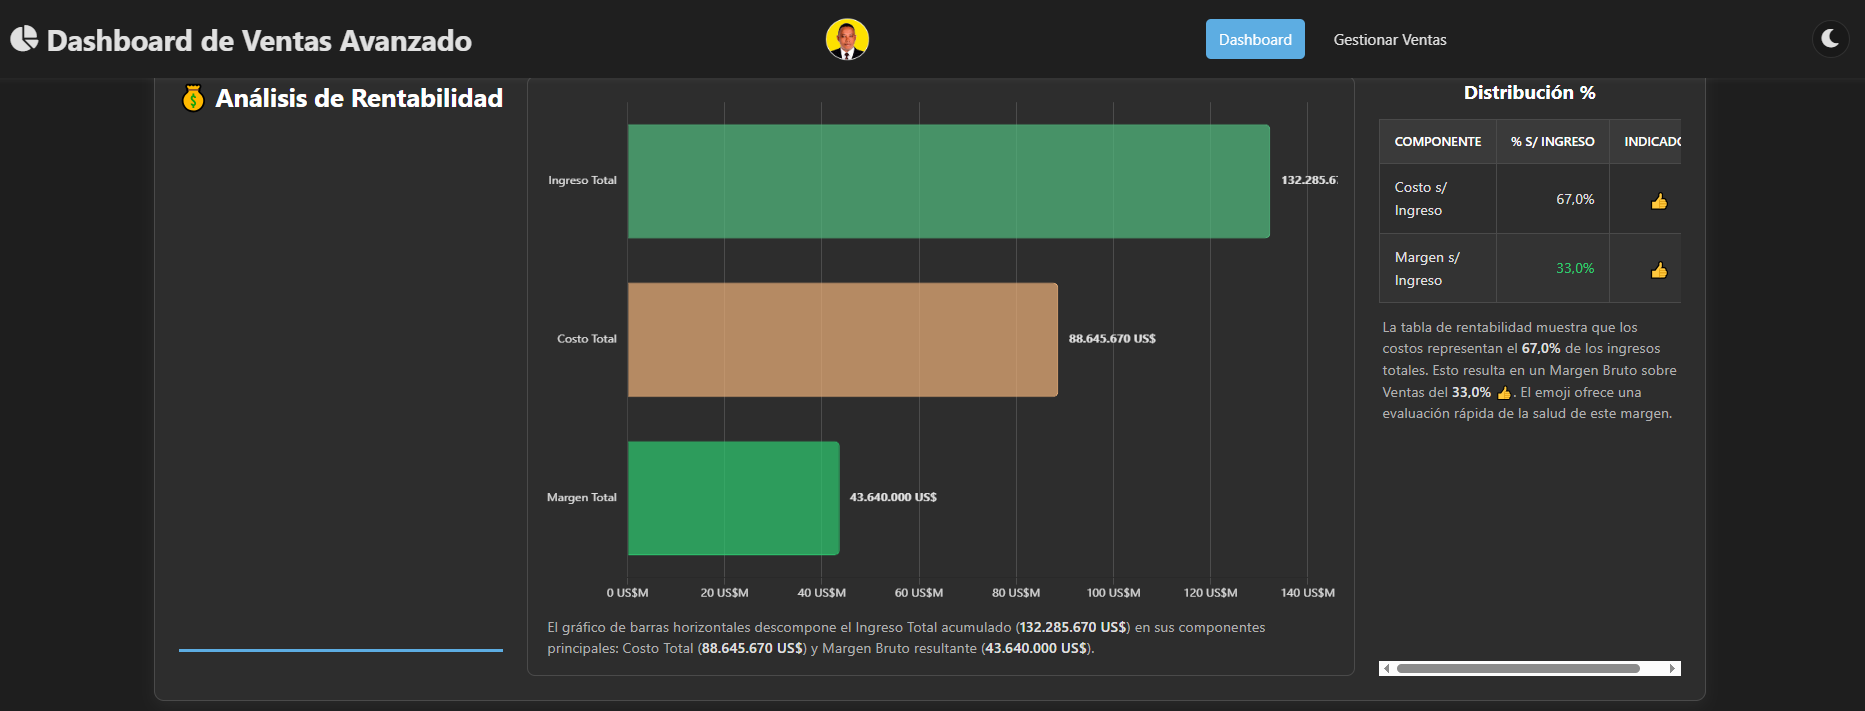 Dashboard de Ventas Avanzado
Dashboard
Gestionar Ventas
Análisis de Rentabilidad
Ingreso Total
132.285.67
Costo Total
88.645.670 US$
Margen Total
43.640.000 US$
0 US$M
20 US$M
40 US$M
60 US$M
80 US$M
100 US$M
120 US$M
140 US$M
El gráfico de barras horizontales descompone el Ingreso Total acumulado (132.285.670 US$) en sus componentes
principales: Costo Total (88.645.670 US$) y Margen Bruto resultante (43.640.000 US$).
Distribución %
COMPONENTE % S/ INGRESO INDICADO
Costo s/
Ingreso
67,0% 👍
Margen s/
Ingreso
33,0% 👍
La tabla de rentabilidad muestra que los
costos representan el 67,0% de los ingresos
totales. Esto resulta en un Margen Bruto sobre
Ventas del 33,0% 👍. El emoji ofrece una
evaluación rápida de la salud de este margen.